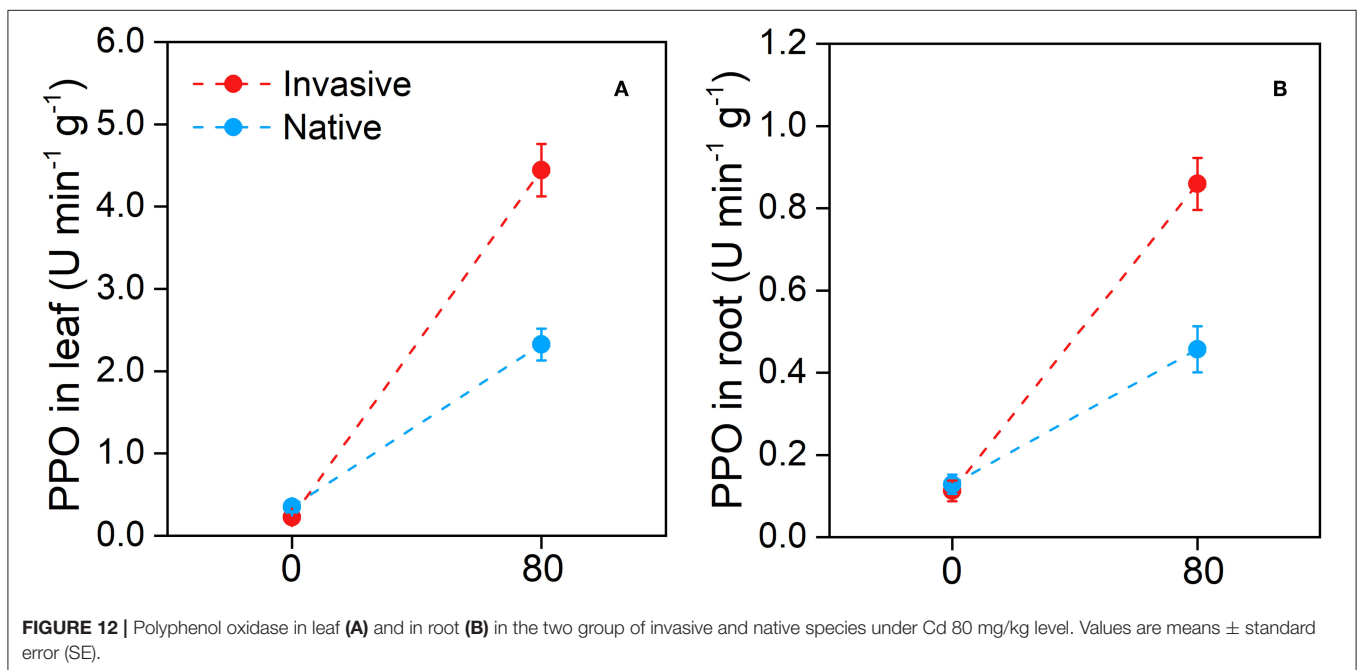 6.0
5.0
4.0
3.0
2.0
1.0
0.0
PPO in leaf (U min⁻¹ g⁻¹)
Invasive
Native
A
0
80
1.2
1.0
0.8
0.6
0.4
0.2
0.0
PPO in root (U min⁻¹ g⁻¹)
B
0
80
FIGURE 12 | Polyphenol oxidase in leaf (A) and in root (B) in the two group of invasive and native species under Cd 80 mg/kg level. Values are means ± standard
error (SE).